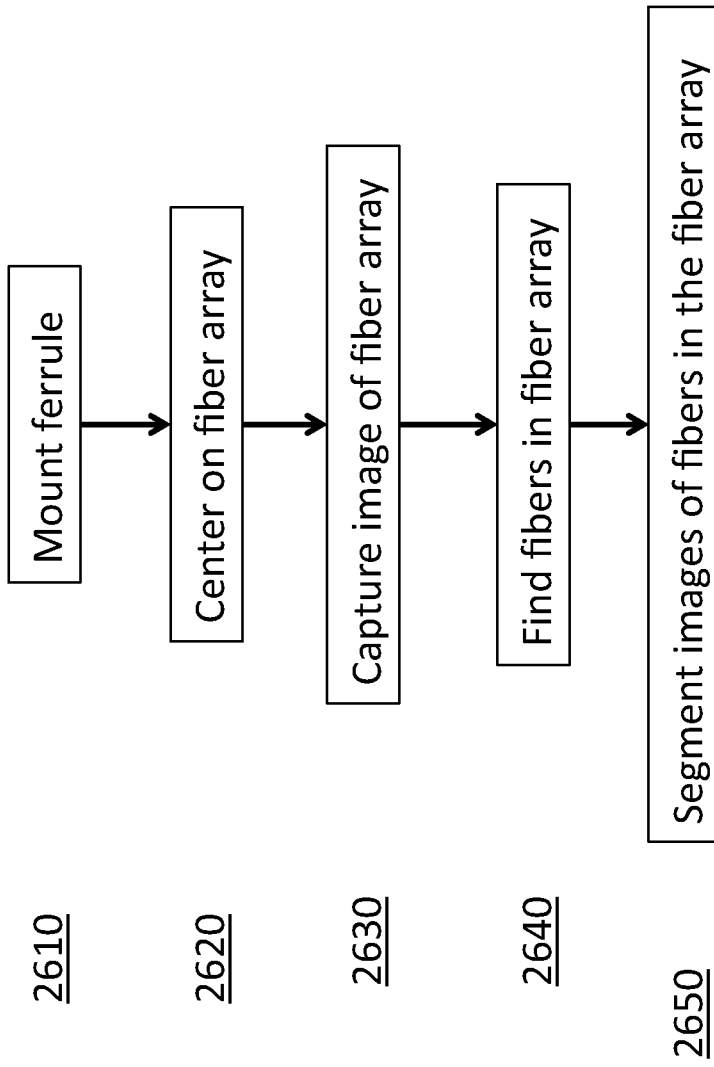 2610
Mount ferrule
2620
Center on fiber array
2630
Capture image of fiber array
2640
Find fibers in fiber array
2650
Segment images of fibers in the fiber array